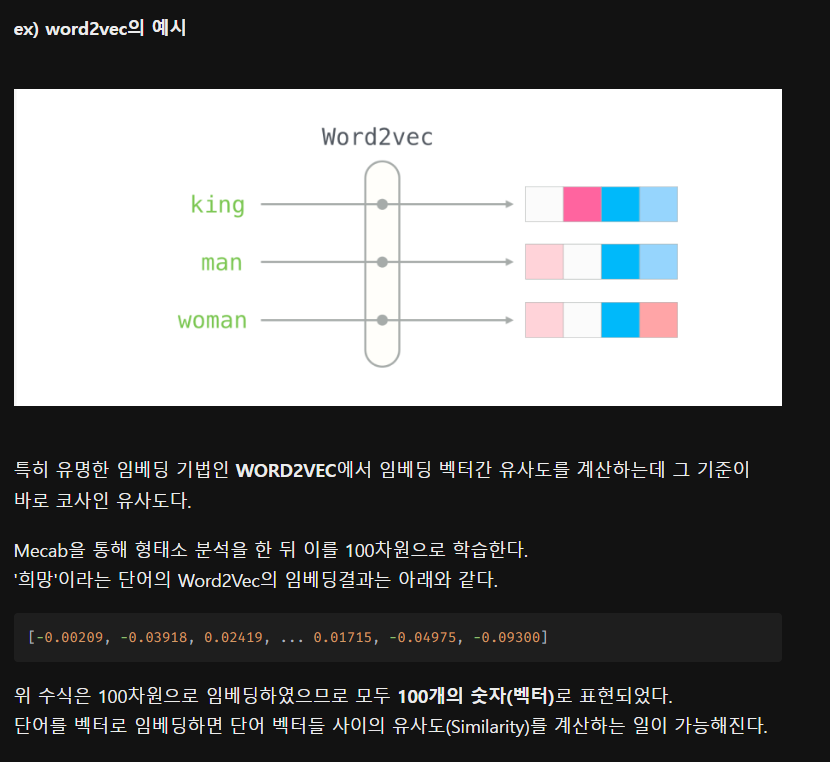 ex) word2vec의 예시
Word2vec
king
man
woman
특히 유명한 임베딩 기법인 WORD2VEC에서 임베딩 벡터간 유사도를 계산하는데 그 기준이
바로 코사인 유사도다.
Mecab을 통해 형태소 분석을 한 뒤 이를 100차원으로 학습한다.
'희망'이라는 단어의 Word2Vec의 임베딩결과는 아래와 같다.
[-0.00209, -0.03918, 0.02419, ... 0.01715, -0.04975, -0.09300]
위 수식은 100차원으로 임베딩하였으므로 모두 100개의 숫자(벡터)로 표현되었다.
단어를 벡터로 임베딩하면 단어 벡터들 사이의 유사도(Similarity)를 계산하는 일이 가능해진다.